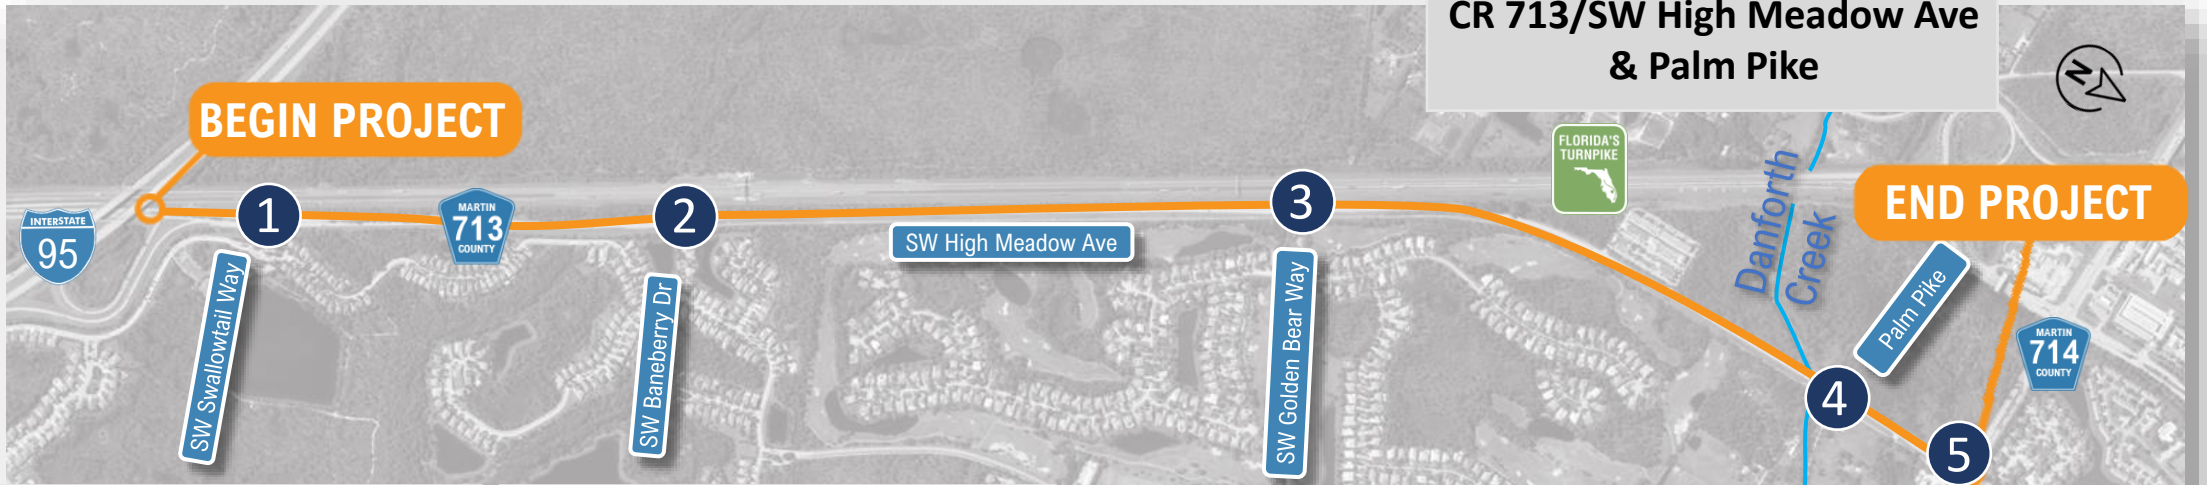 CR 713/SW High Meadow Ave
& Palm Pike
N
BEGIN PROJECT
FLORIDA'S
TURNPIKE
Danforth
Creek
END PROJECT
INTERSTATE
95
1
MARTIN
713
COUNTY
2
3
SW High Meadow Ave
SW Swallowtail Way
SW Baneberry Dr
SW Golden Bear Way
Palm Pike
MARTIN
714
COUNTY
4
5